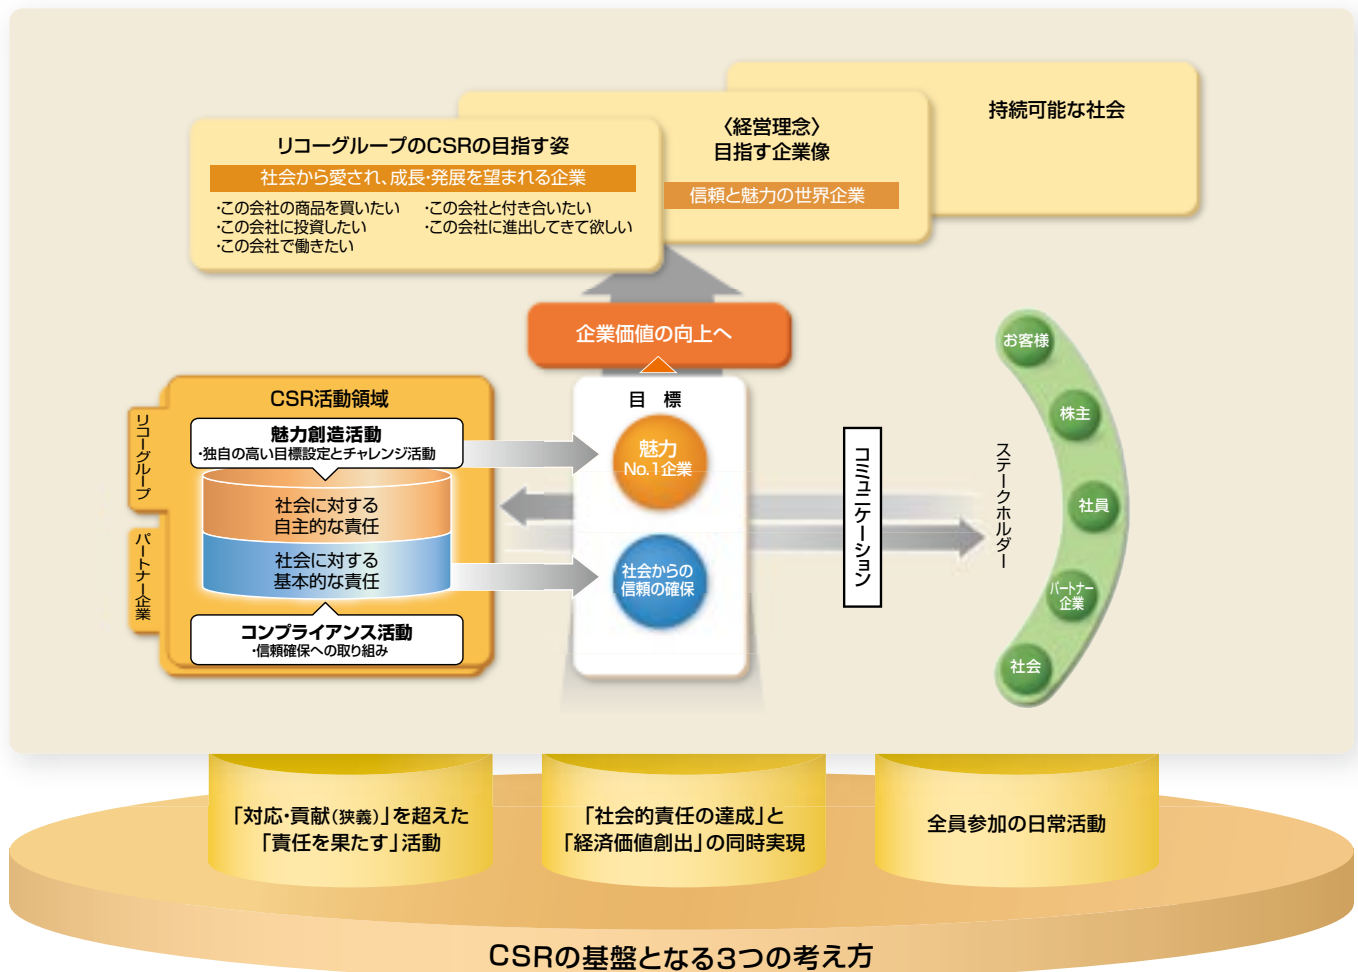 持続可能な社会
〈経営理念〉
目指す企業像
信頼と魅力の世界企業
リコーグループのCSRの目指す姿
社会から愛され、成長・発展を望まれる企業
・この会社の商品を買いたい
・この会社に投資したい
・この会社で働きたい
・この会社と付き合いたい
・この会社に進出してきて欲しい
企業価値の向上へ
リコーグループ
パートナー企業
CSR活動領域
魅力創造活動
・独自の高い目標設定とチャレンジ活動
社会に対する
自主的な責任
社会に対する
基本的な責任
コンプライアンス活動
・信頼確保への取り組み
目 標
魅力
No.1企業
社会からの
信頼の確保
コミュニケーション
ステークホルダー
お客様
株主
社員
パートナー
企業
社会
「対応・貢献(狭義)」を超えた
「責任を果たす」活動
「社会的責任の達成」と
「経済価値創出」の同時実現
全員参加の日常活動
CSRの基盤となる3つの考え方